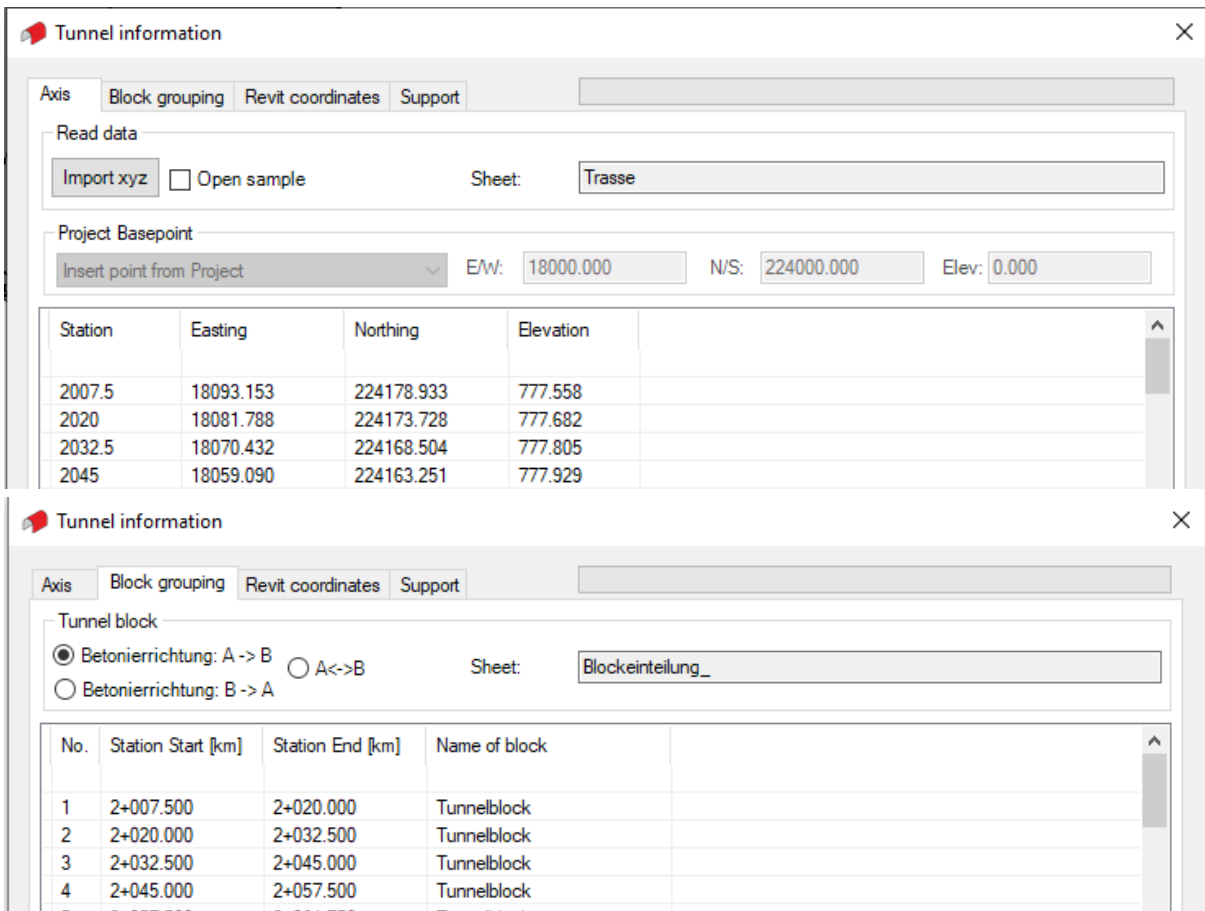 Tunnel information
Axis Block grouping Revit coordinates Support
Read data
Import xyz Open sample Sheet: Trasse
Project Basepoint
Insert point from Project E/W: 18000.000 N/S: 224000.000 Elev: 0.000
Station Easting Northing Elevation
2007.5 18093.153 224178.933 777.558
2020 18081.788 224173.728 777.682
2032.5 18070.432 224168.504 777.805
2045 18059.090 224163.251 777.929
Tunnel information
Axis Block grouping Revit coordinates Support
Tunnel block
Betonierrichtung: A -> B A<->B Sheet: Blockeinteilung_
Betonierrichtung: B -> A
No. Station Start [km] Station End [km] Name of block
1 2+007.500 2+020.000 Tunnelblock
2 2+020.000 2+032.500 Tunnelblock
3 2+032.500 2+045.000 Tunnelblock
4 2+045.000 2+057.500 Tunnelblock